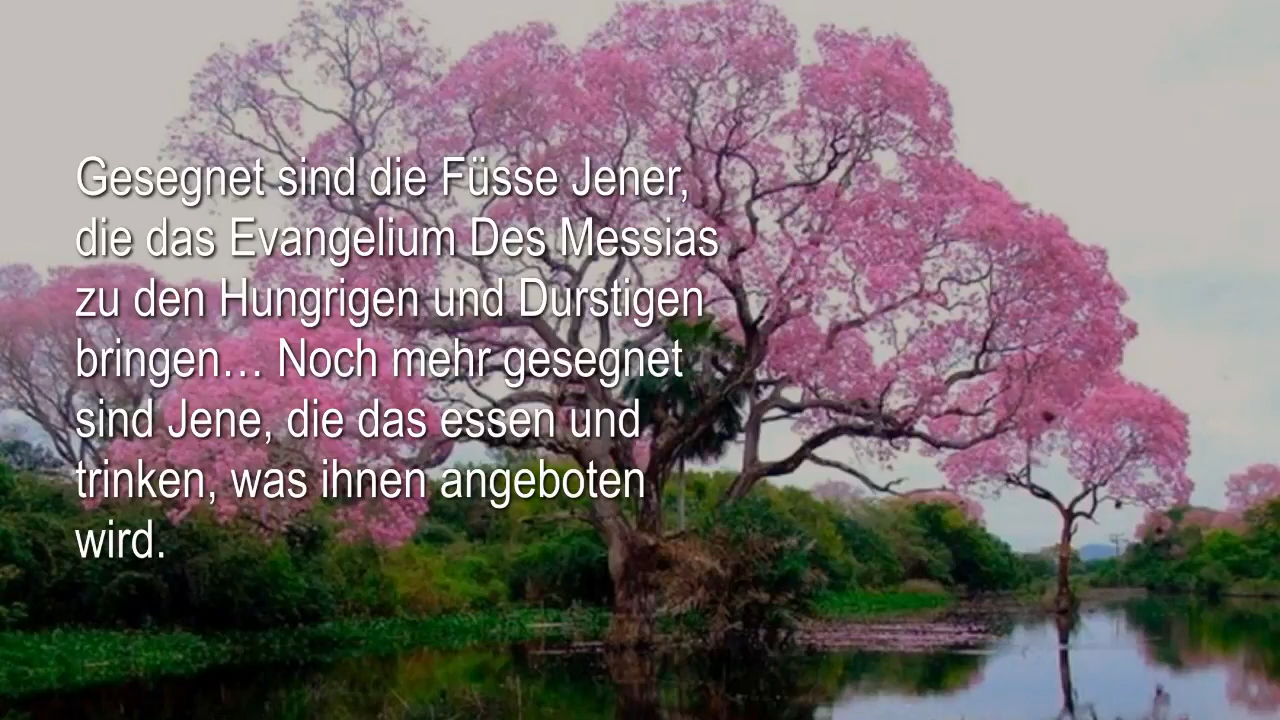 Gesegnet sind die Füsse Jener,
die das Evangelium Des Messias
zu den Hungrigen und Durstigen
bringen… Noch mehr gesegnet
sind Jene, die das essen und
trinken, was ihnen angeboten
wird.